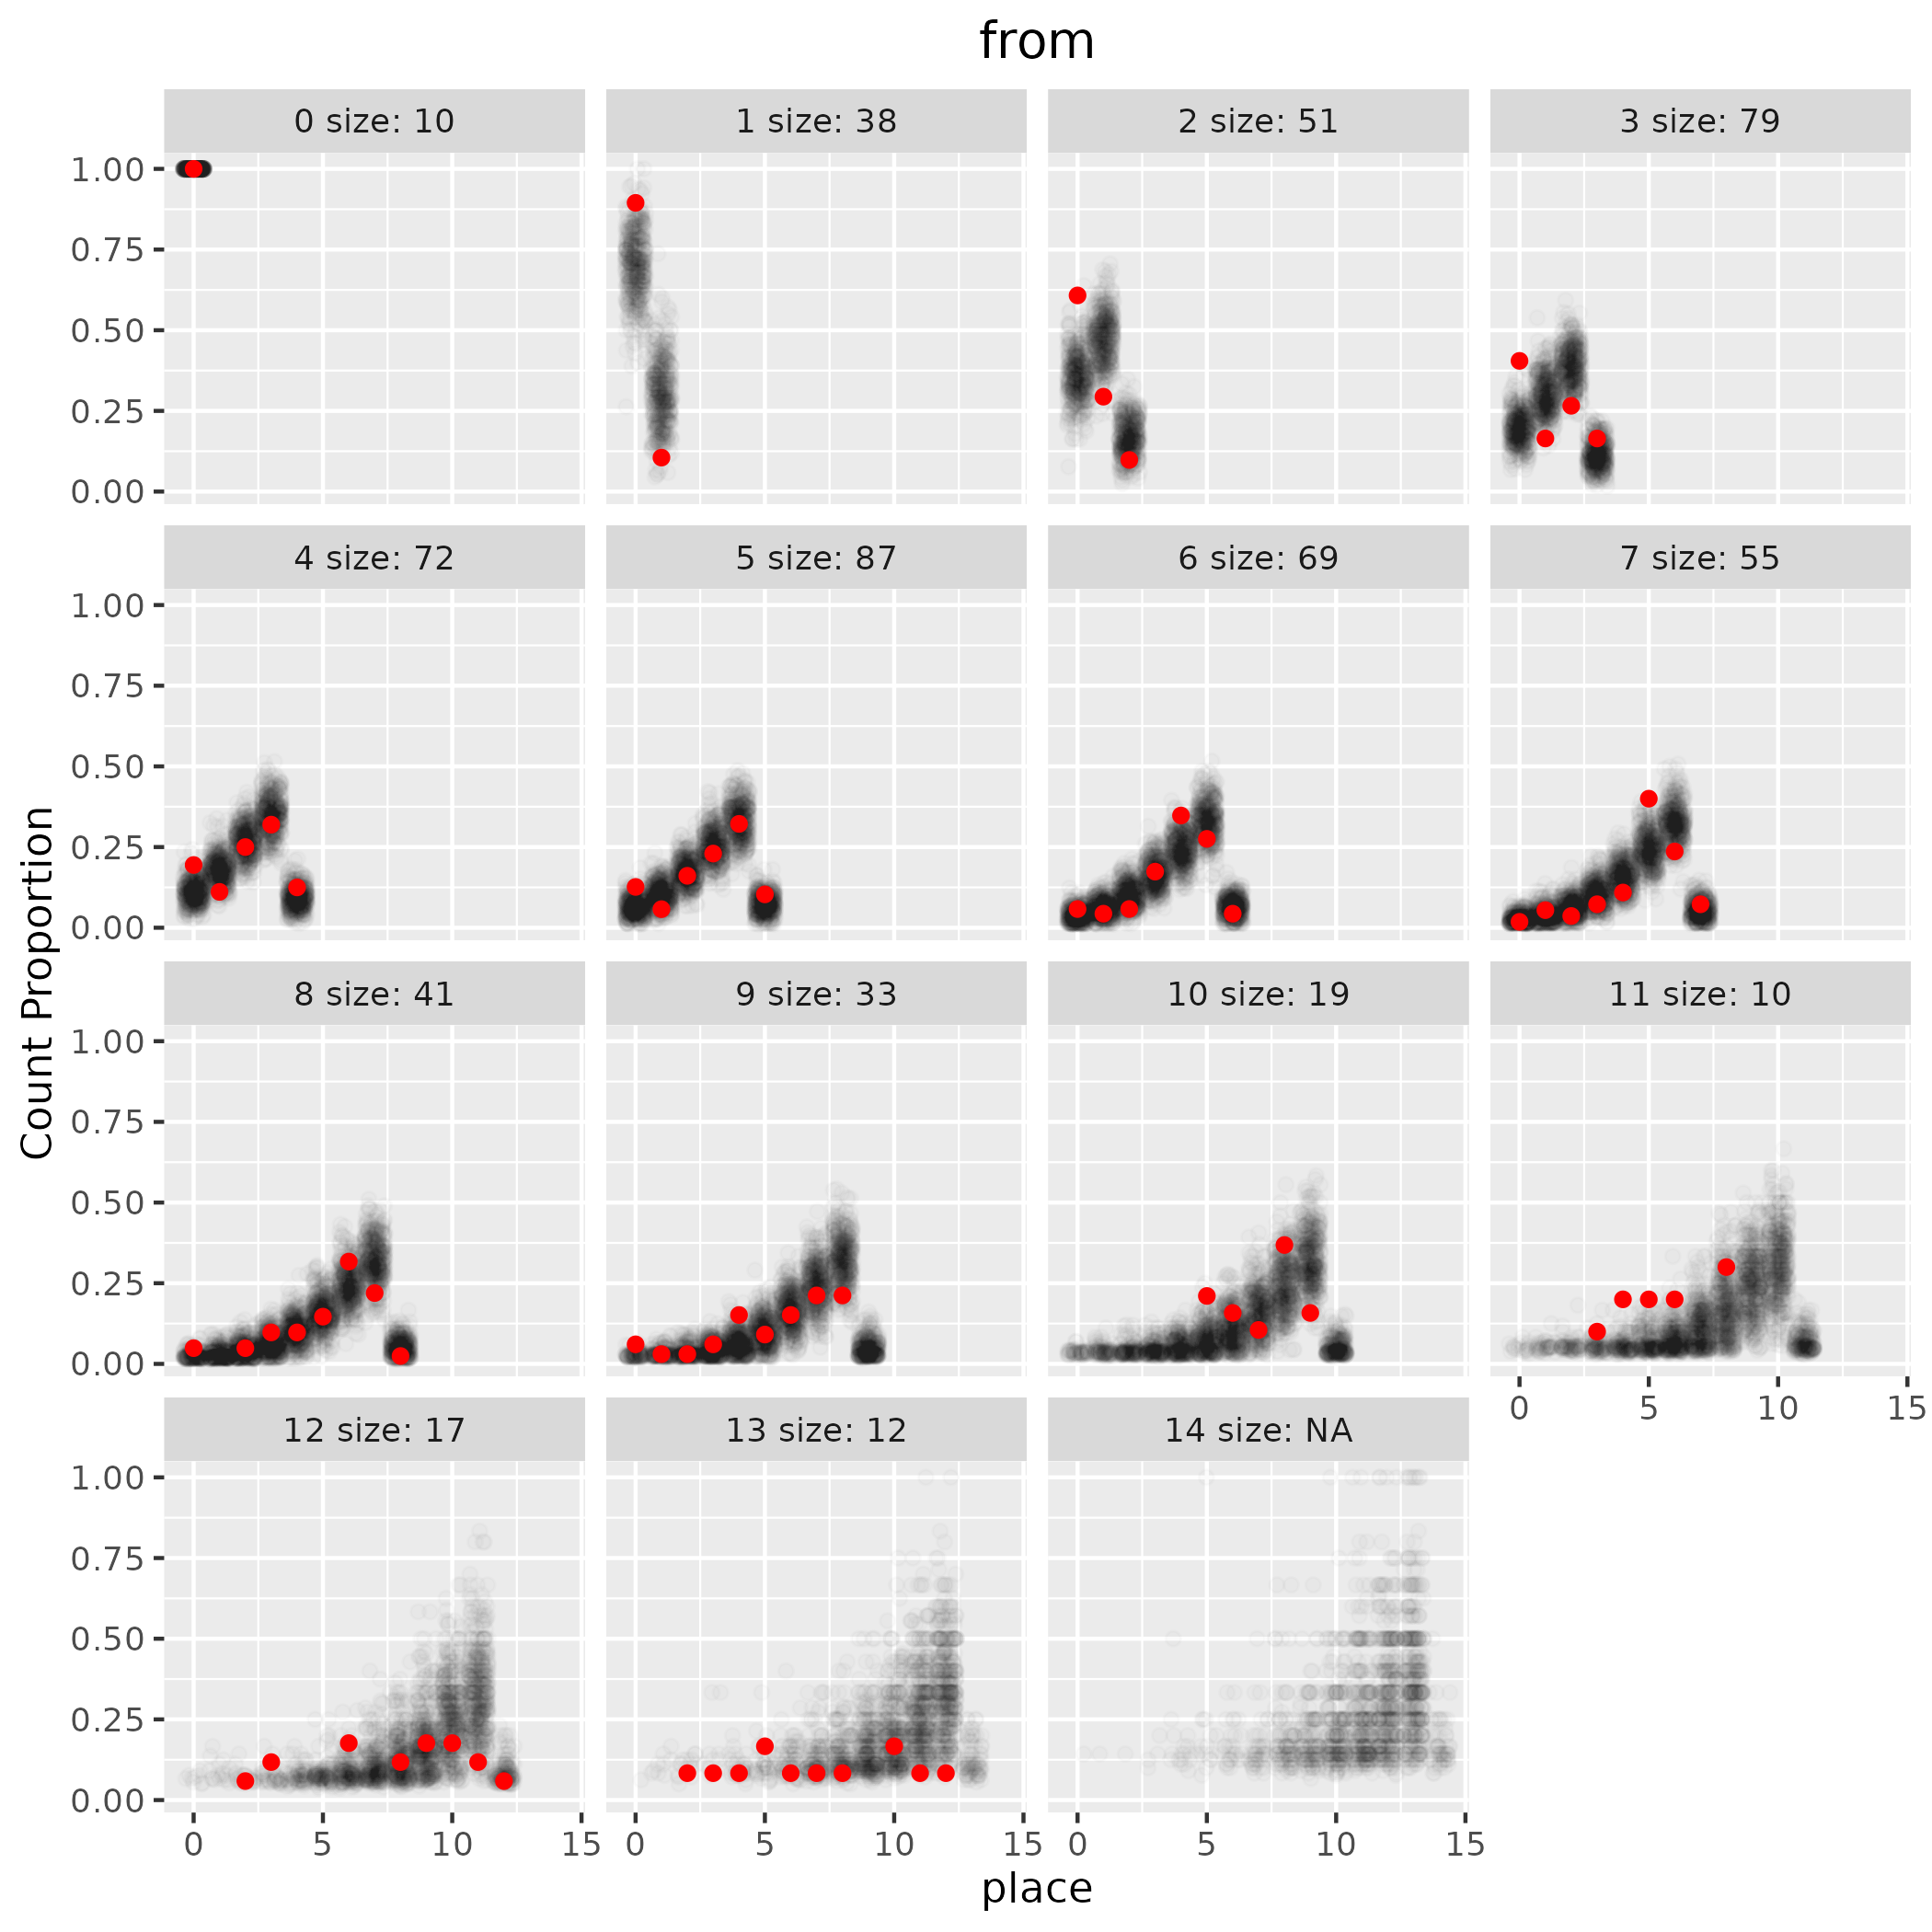 from
0 size: 10
1 size: 38
2 size: 51
3 size: 79
1.00
0.75
0.50
0.25
0.00
4 size: 72
5 size: 87
6 size: 69
7 size: 55
1.00
0.75
0.50
0.25
0.00
Count Proportion
8 size: 41
9 size: 33
10 size: 19
11 size: 10
1.00
0.75
0.50
0.25
0.00
0 5 10 15
12 size: 17
13 size: 12
14 size: NA
1.00
0.75
0.50
0.25
0.00
0 5 10 15
0 5 10 15
0 5 10 15
place